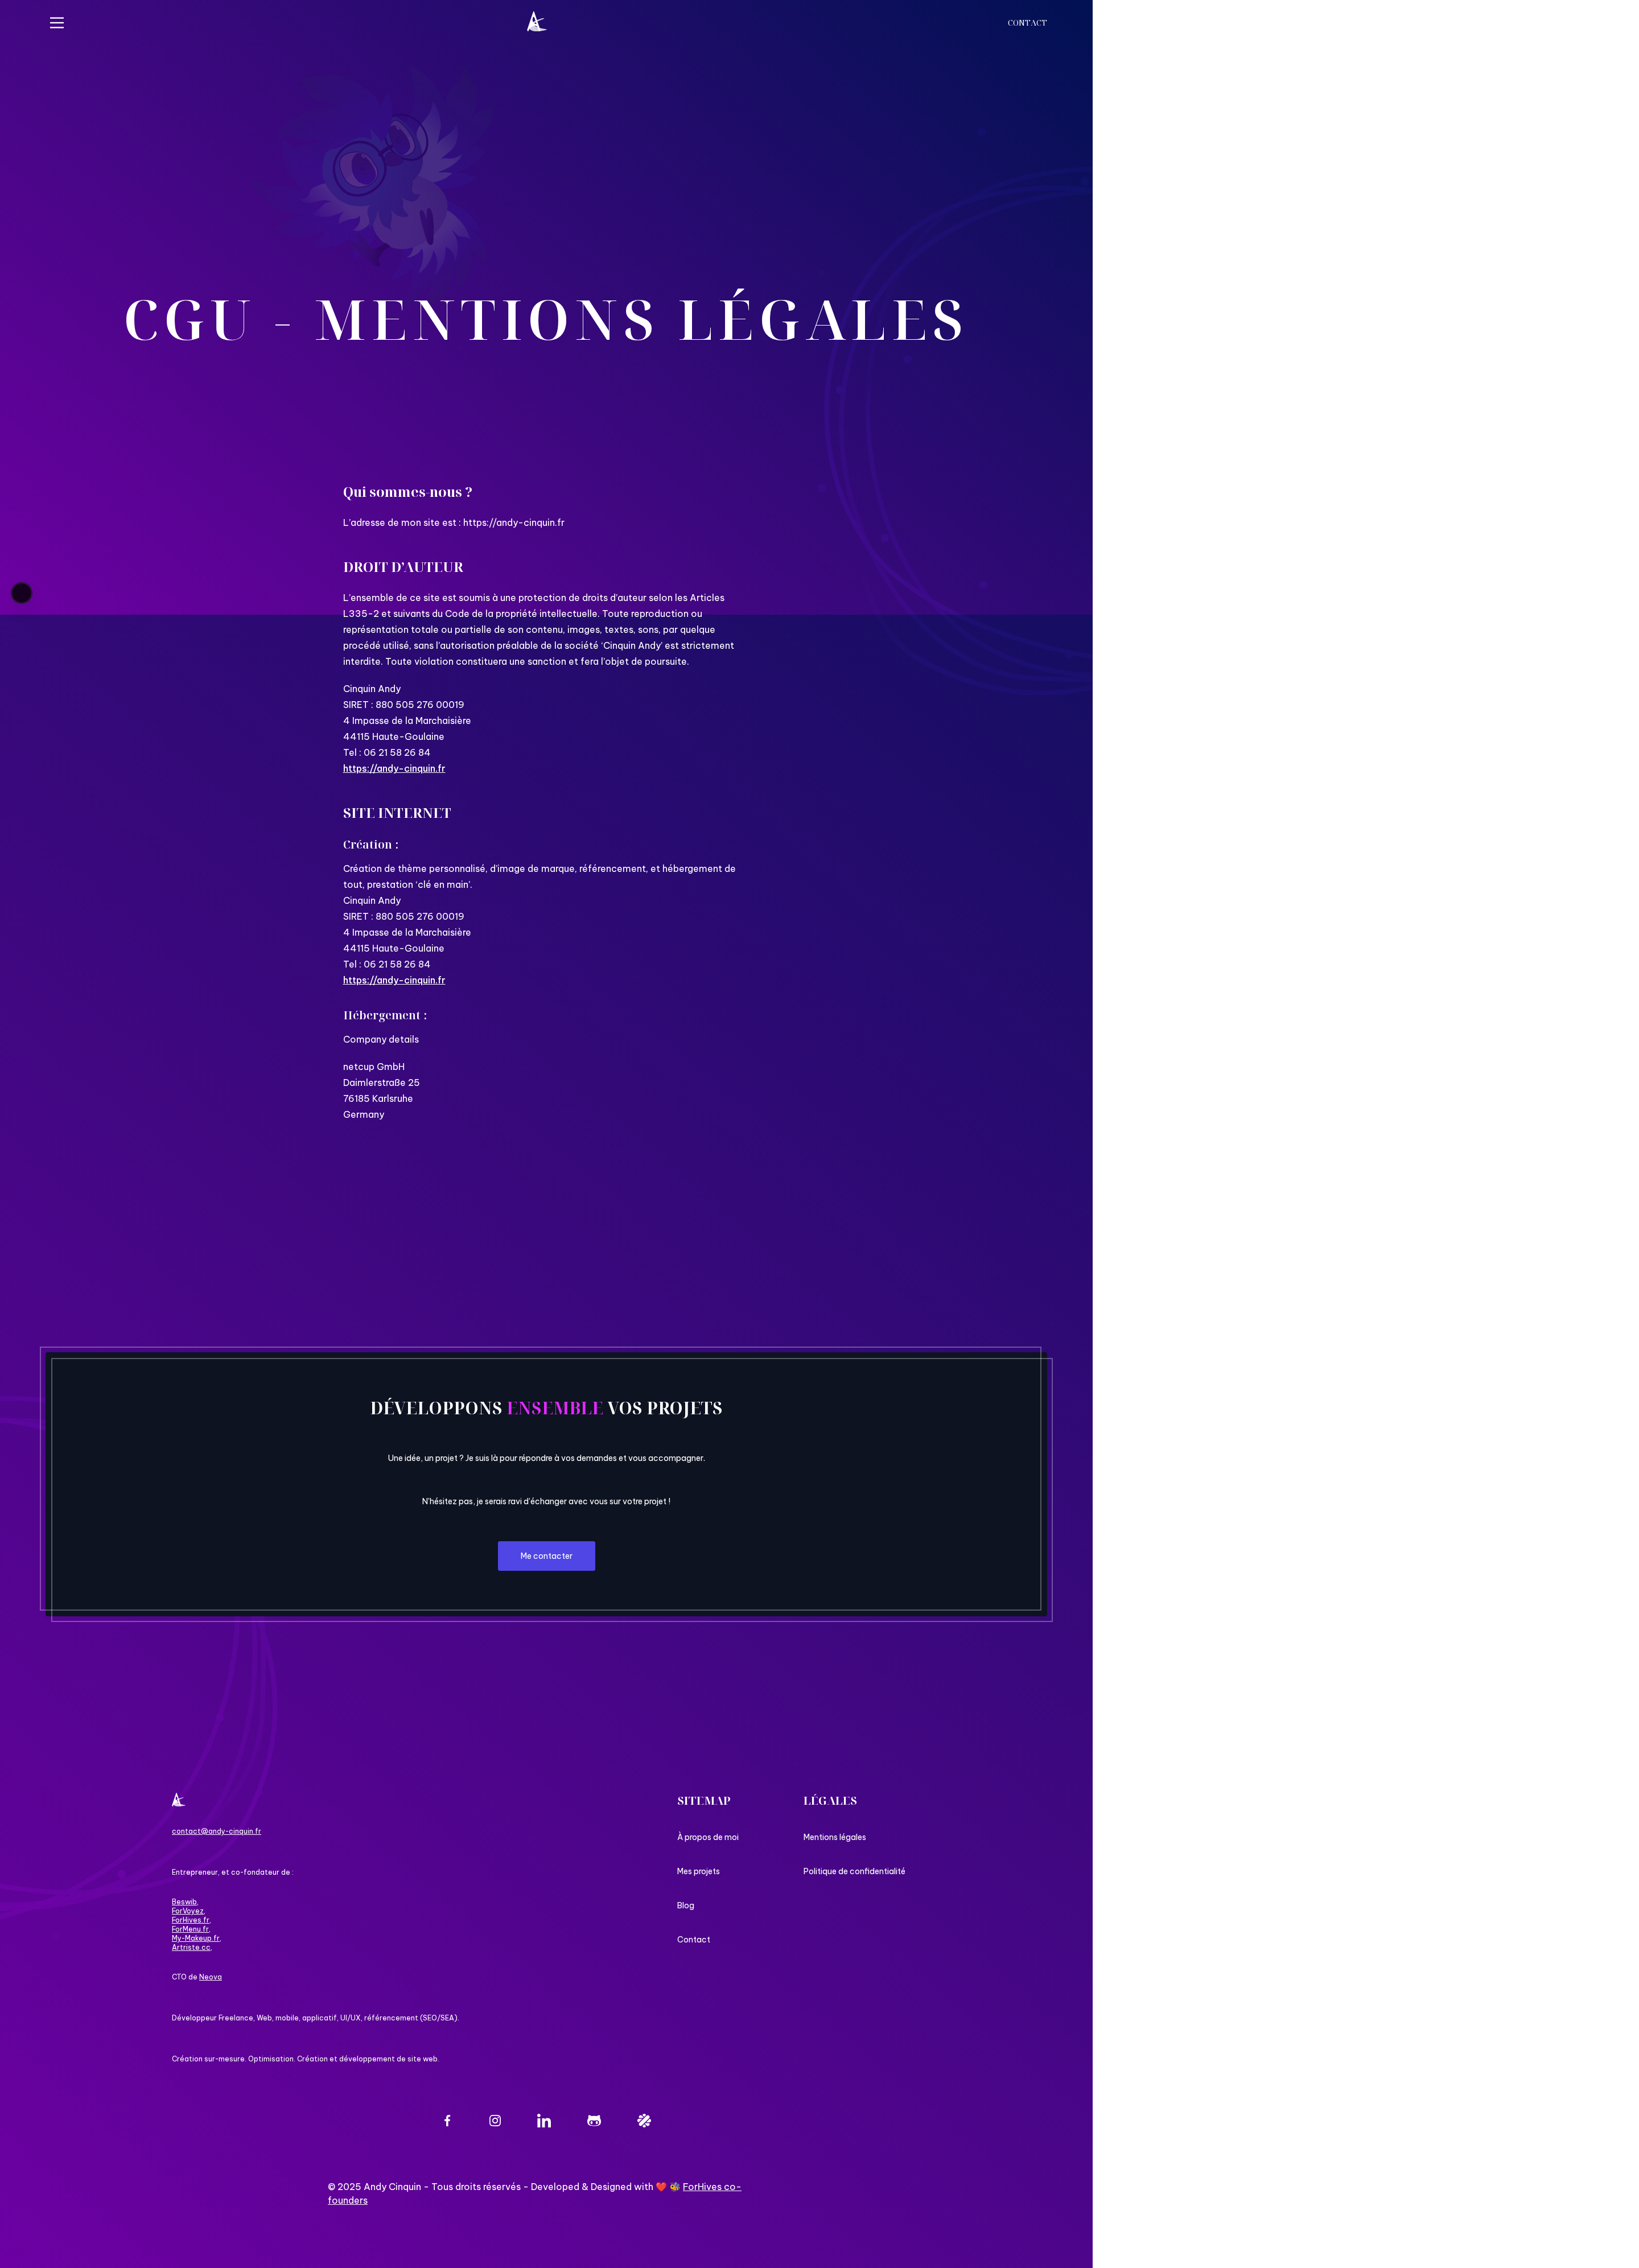 CONTACT
CGU - MENTIONS LÉGALES
Qui sommes-nous ?
L'adresse de mon site est : https://andy-cinquin.fr
DROIT D'AUTEUR
L'ensemble de ce site est soumis à une protection de droits d'auteur selon les Articles
L335-2 et suivants du Code de la propriété intellectuelle. Toute reproduction ou
représentation totale ou partielle de son contenu, images, textes, sons, par quelque
procédé utilisé, sans l'autorisation préalable de la société ‘Cinquin Andy’ est strictement
interdite. Toute violation constituera une sanction et fera l'objet de poursuite.
Cinquin Andy
SIRET : 880 505 276 00019
4 Impasse de la Marchaisière
44115 Haute-Goulaine
Tel : 06 21 58 26 84
https://andy-cinquin.fr
SITE INTERNET
Création :
Création de thème personnalisé, d'image de marque, référencement, et hébergement de
tout, prestation ‘clé en main’.
Cinquin Andy
SIRET : 880 505 276 00019
4 Impasse de la Marchaisière
44115 Haute-Goulaine
Tel : 06 21 58 26 84
https://andy-cinquin.fr
Hébergement :
Company details
netcup GmbH
Daimlerstraße 25
76185 Karlsruhe
Germany
DÉVELOPPONS ENSEMBLE VOS PROJETS
Une idée, un projet ? Je suis là pour répondre à vos demandes et vous accompagner.
N'hésitez pas, je serais ravi d'échanger avec vous sur votre projet !
Me contacter
contact@andy-cinquin.fr
Entrepreneur, et co-fondateur de :
Beswib,
ForVoyez,
ForHives.fr,
ForMenu.fr,
My-Makeup.fr,
Artriste.cc,
CTO de Neova
Développeur Freelance, Web, mobile, applicatif, UI/UX, référencement (SEO/SEA).
Création sur-mesure. Optimisation. Création et développement de site web.
SITEMAP
À propos de moi
Mes projets
Blog
Contact
LÉGALES
Mentions légales
Politique de confidentialité
© 2025 Andy Cinquin - Tous droits réservés - Developed & Designed with ❤️ 🐝 ForHives co-
founders